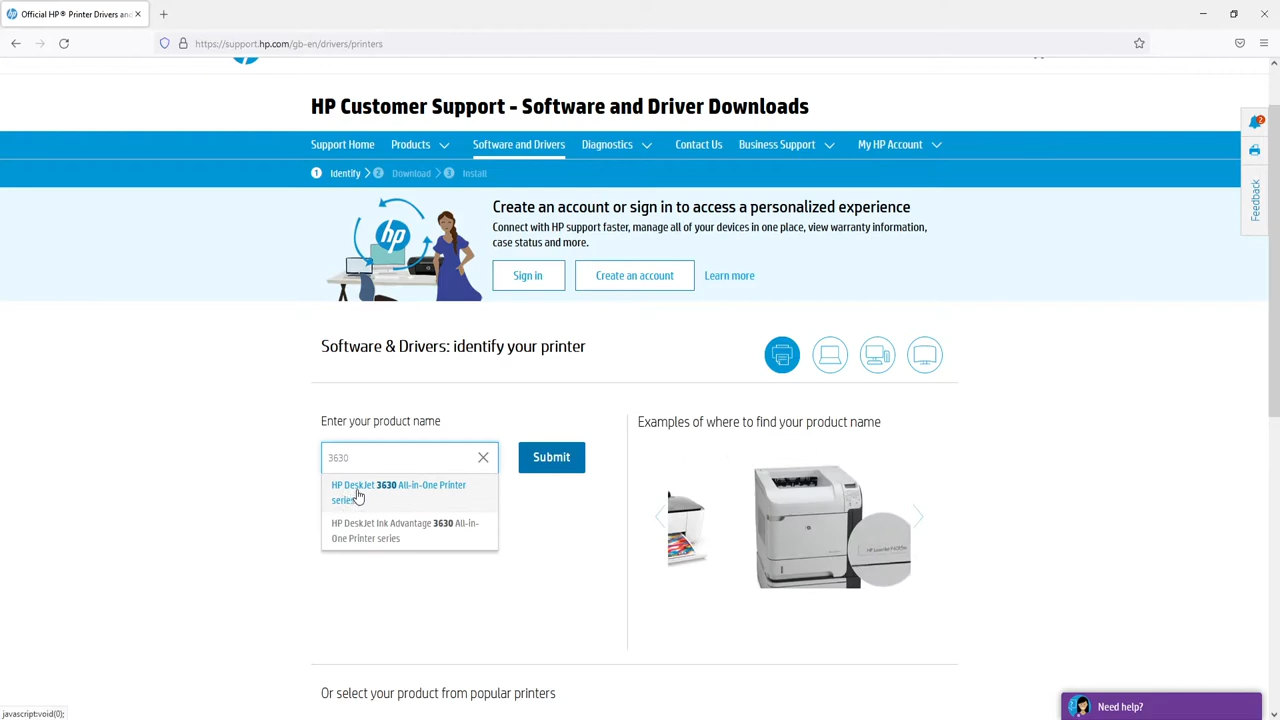 Official HP® Printer Drivers and
https://support.hp.com/gb-en/drivers/printers
HP Customer Support - Software and Driver Downloads
Support Home Products Software and Drivers Diagnostics Contact Us Business Support My HP Account
1 Identify 2 Download 3 Install
Create an account or sign in to access a personalized experience
Connect with HP support faster, manage all of your devices in one place, view warranty information,
case status and more.
Sign in Create an account Learn more
hp
2
Feedback
Software & Drivers: identify your printer
Enter your product name
Examples of where to find your product name
3630
Submit
HP DeskJet 3630 All-in-One Printer
series
HP DeskJet Ink Advantage 3630 All-in-
One Printer series
Or select your product from popular printers
Need help?
javascript:void(0);